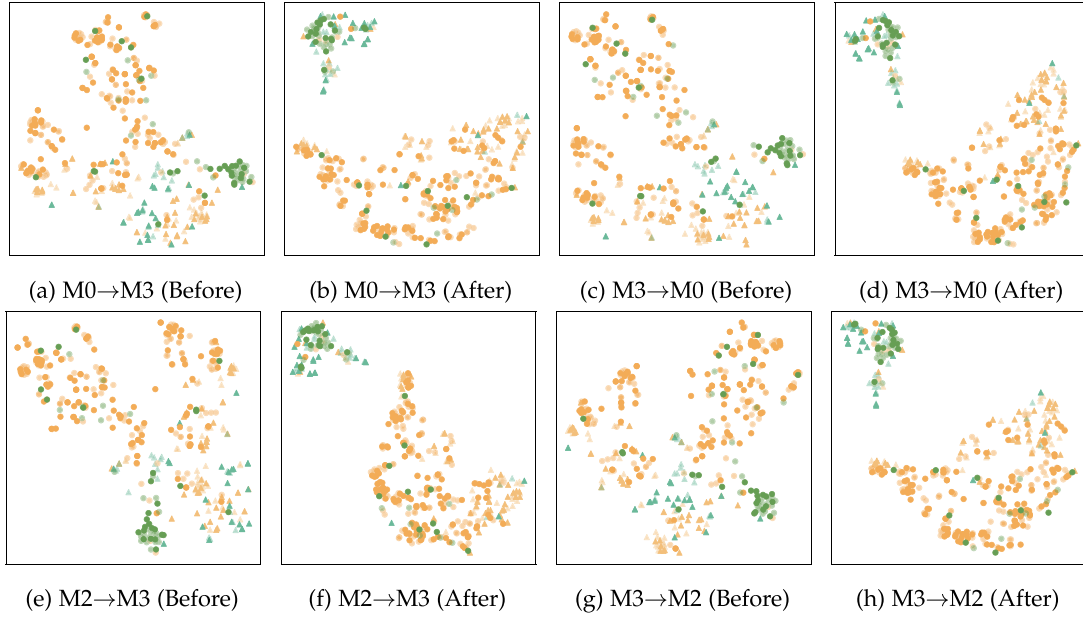 (a) M0→M3 (Before)
(b) M0→M3 (After)
(c) M3→M0 (Before)
(d) M3→M0 (After)
(e) M2→M3 (Before)
(f) M2→M3 (After)
(g) M3→M2 (Before)
(h) M3→M2 (After)